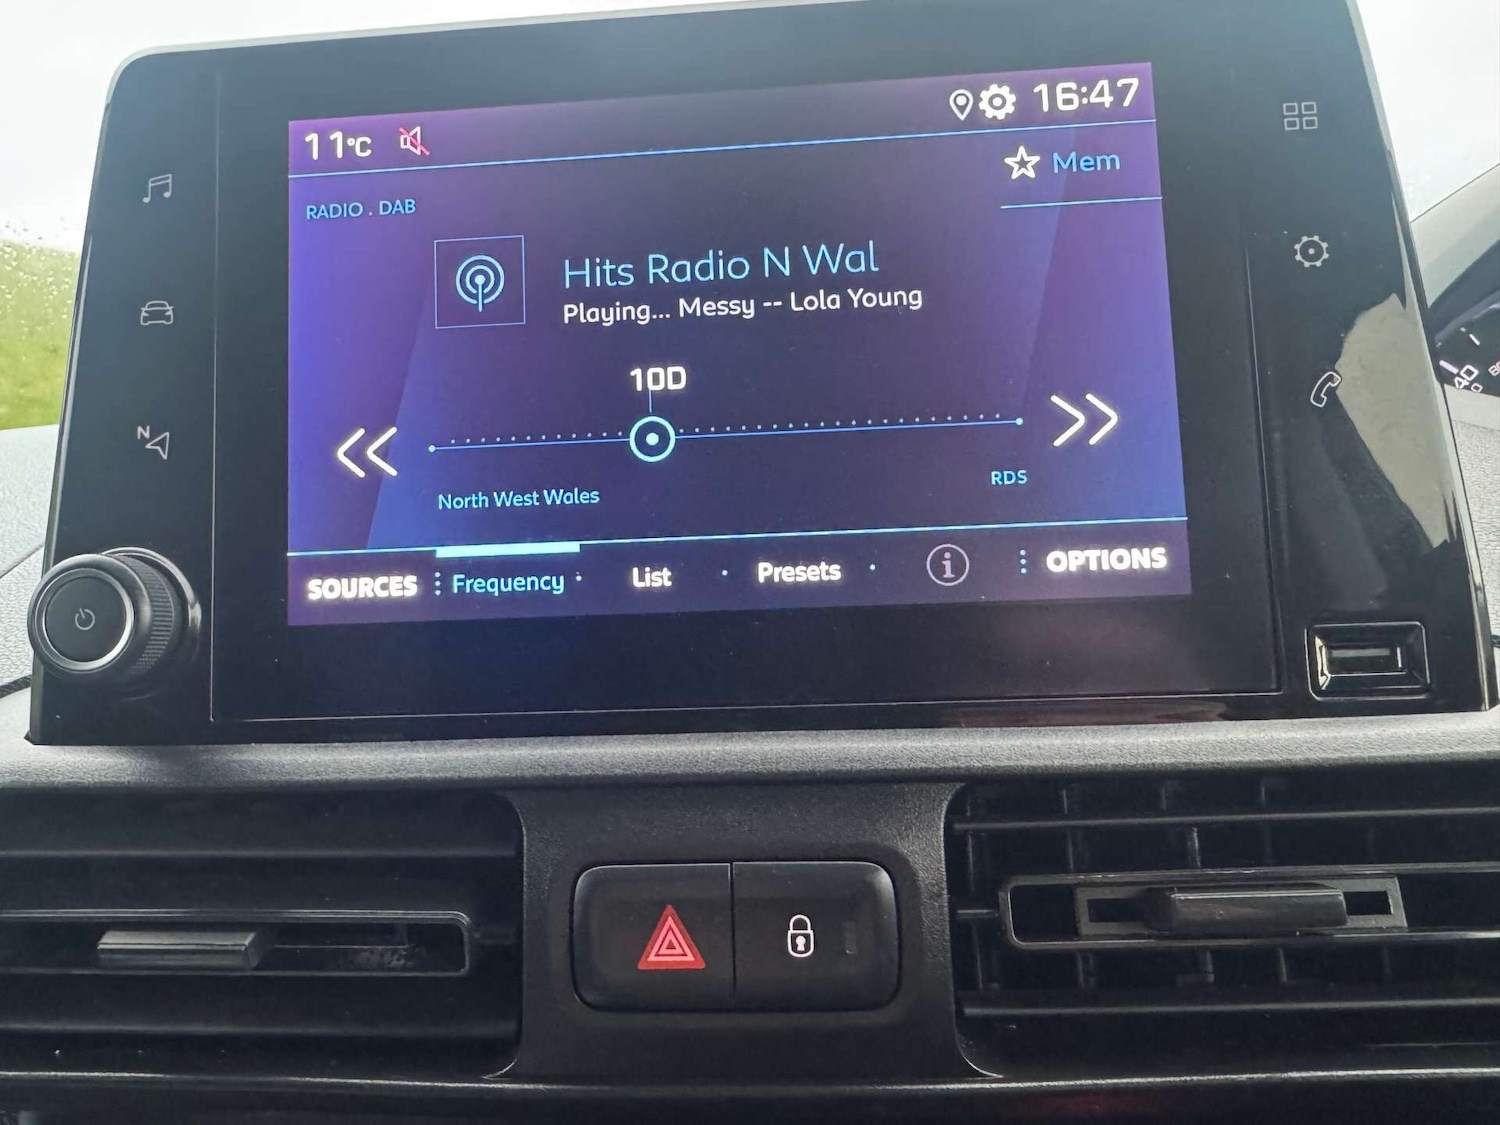 11°C
16:47
Mem
RADIO . DAB
Hits Radio N Wal
Playing... Messy -- Lola Young
10D
North West Wales
RDS
SOURCES
Frequency
List
Presets
i
OPTIONS
N
40